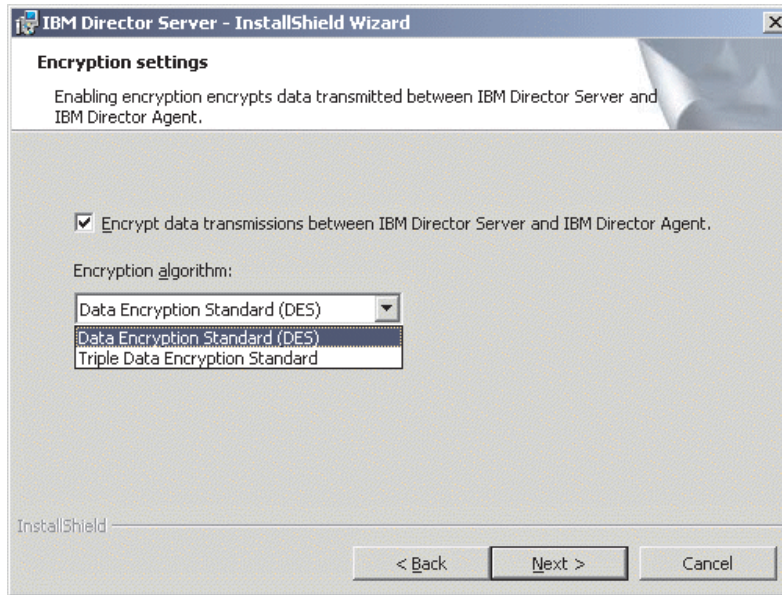 IBM Director Server - InstallShield Wizard
Encryption settings
Enabling encryption encrypts data transmitted between IBM Director Server and
IBM Director Agent.
Encrypt data transmissions between IBM Director Server and IBM Director Agent.
Encryption algorithm:
Data Encryption Standard (DES)
Data Encryption Standard (DES)
Triple Data Encryption Standard
InstallShield
< Back
Next >
Cancel